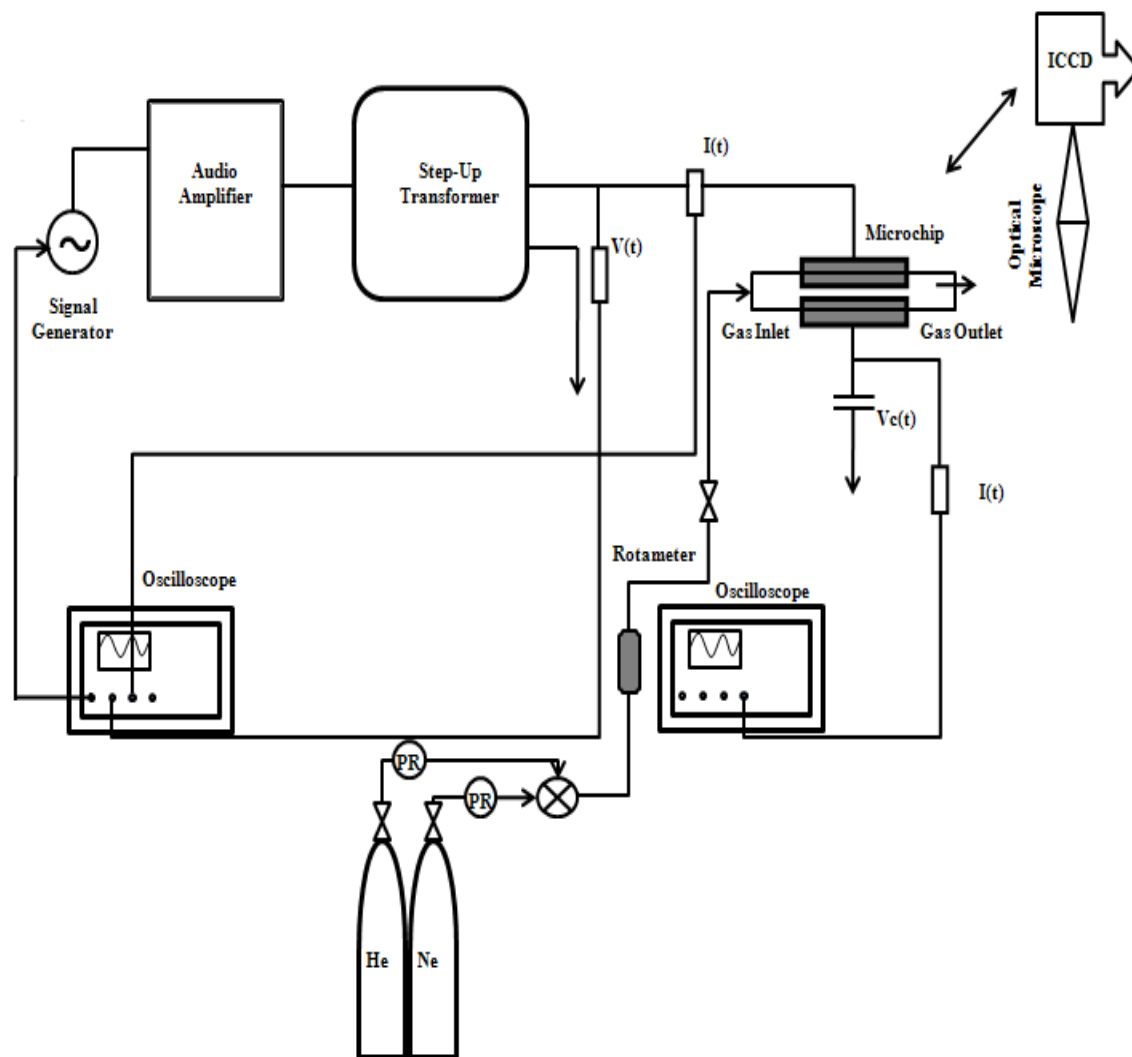 ICCD
Optical
Microscope
Audio
Amplifier
Step-Up
Transformer
I(t)
V(t)
Microchip
Signal
Generator
Gas Inlet
Gas Outlet
Vc(t)
I(t)
Rotameter
Oscilloscope
Oscilloscope
PR
PR
He
Ne